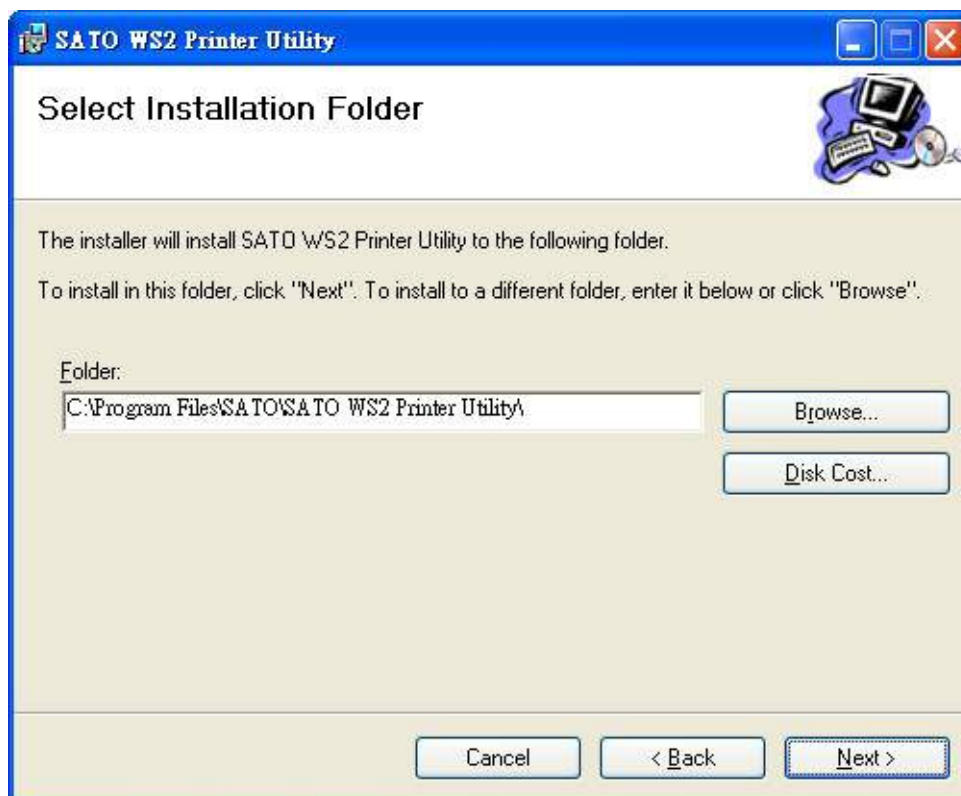 SATO WS2 Printer Utility
Select Installation Folder
The installer will install SATO WS2 Printer Utility to the following folder.
To install in this folder, click "Next". To install to a different folder, enter it below or click "Browse".
Folder:
C:\Program Files\SATO\SATO WS2 Printer Utility\
Browse...
Disk Cost...
Cancel
< Back
Next >